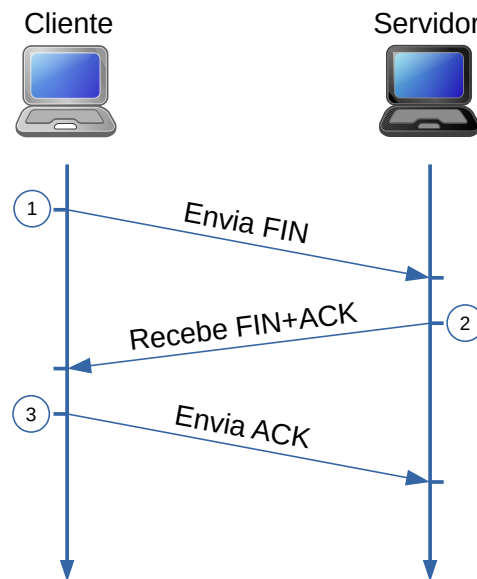 Cliente
Servidor
1
Envia FIN
2
Recebe FIN+ACK
3
Envia ACK